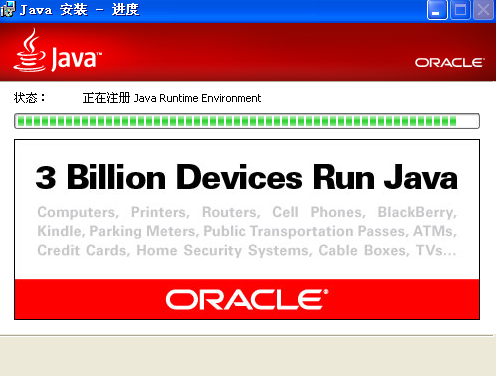 Java 安装 - 进度
Java™
ORACLE
状态： 正在注册 Java Runtime Environment
3 Billion Devices Run Java
Computers, Printers, Routers, Cell Phones, BlackBerry,
Kindle, Parking Meters, Public Transportation Passes, ATMs,
Credit Cards, Home Security Systems, Cable Boxes, TVs...
ORACLE®